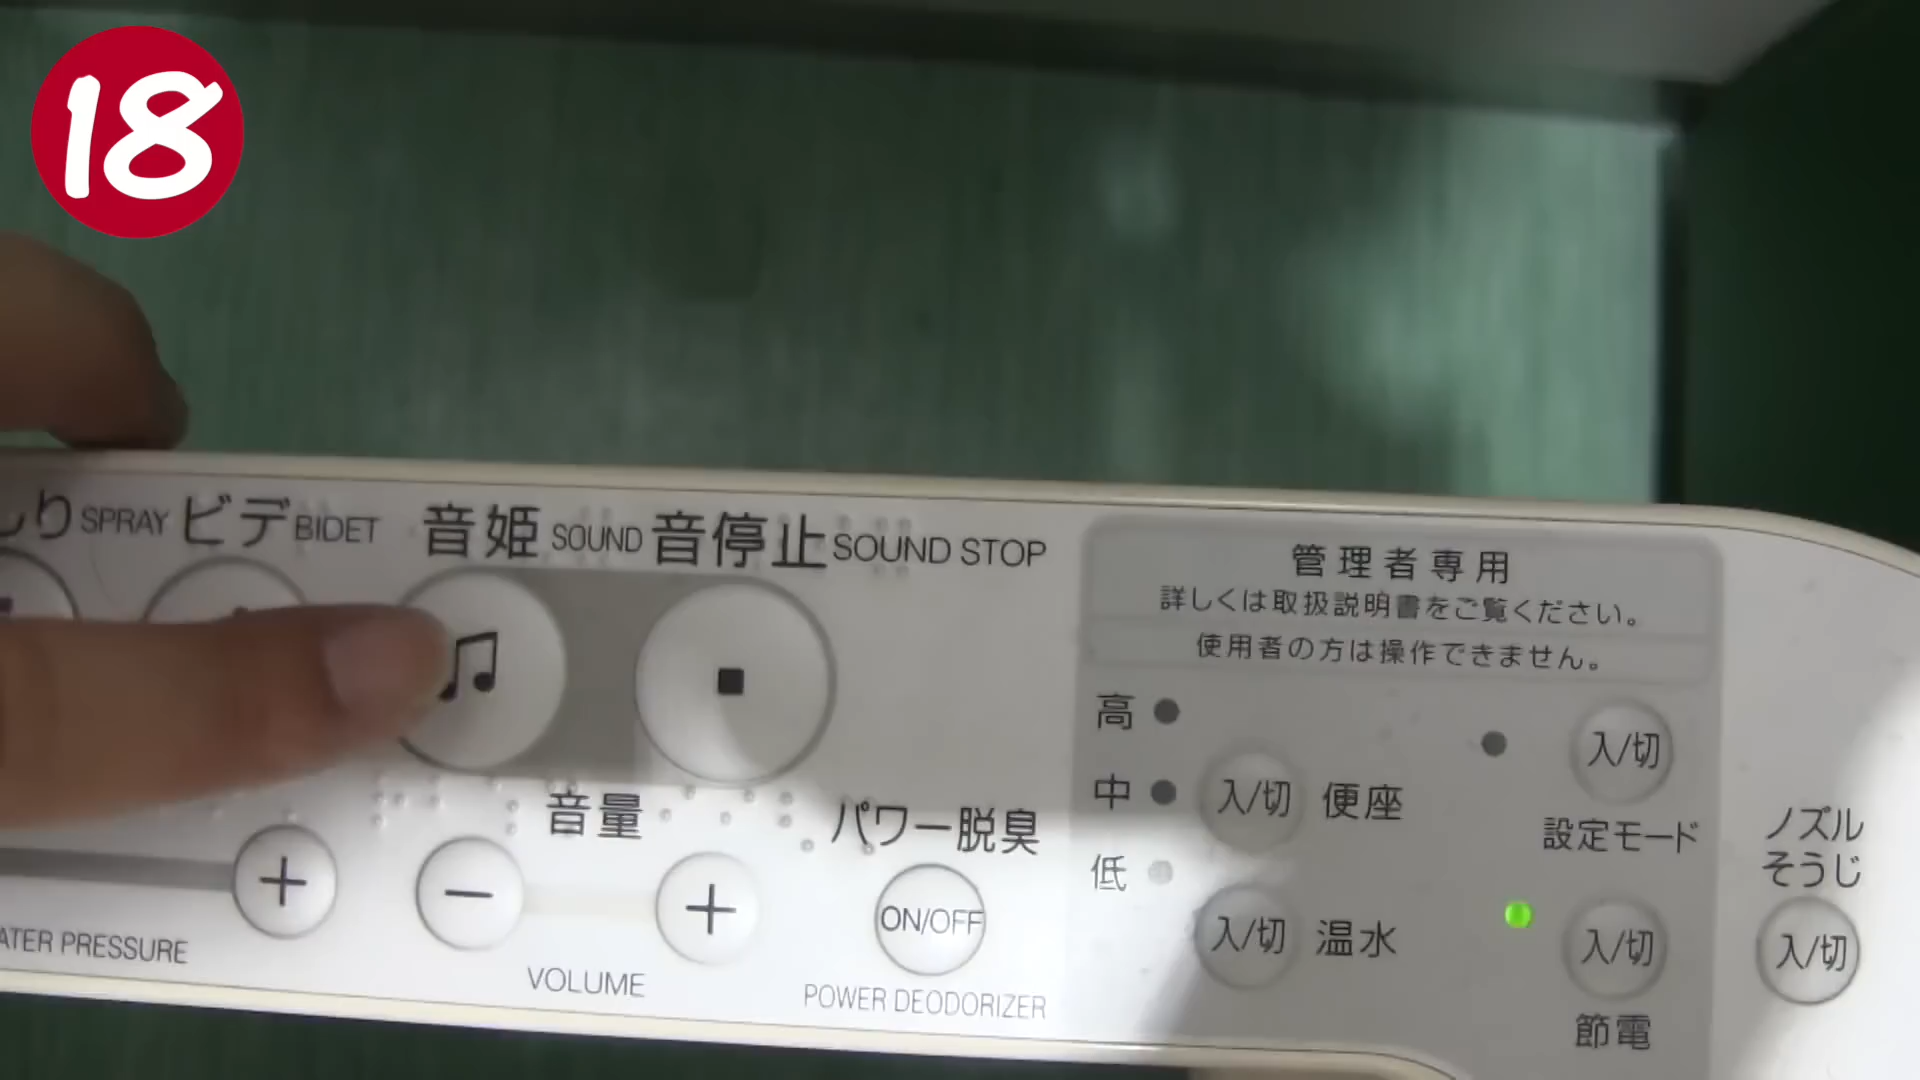 18
しり SPRAY ビデ BIDET 音姫 SOUND 音停止 SOUND STOP
音量
パワー脱臭
ON/OFF
WATER PRESSURE
VOLUME
POWER DEODORIZER
管理者専用
詳しくは取扱説明書をご覧ください。
使用者の方は操作できません。
高
中
低
入/切 便座
入/切 温水
入/切
設定モード
入/切
節電
ノズル
そうじ
入/切